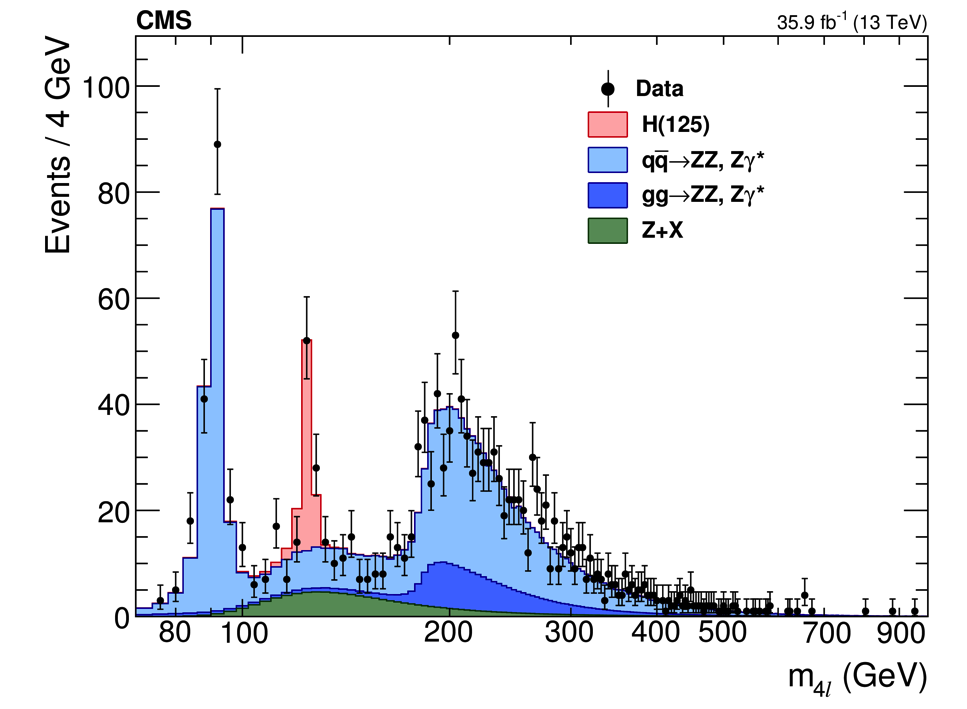 CMS
35.9 fb⁻¹ (13 TeV)
Events / 4 GeV
100
80
60
40
20
0
Data
H(125)
qq̅→ZZ, Zγ*
gg→ZZ, Zγ*
Z+X
80 100 200 300 400 500 700 900
m4l (GeV)